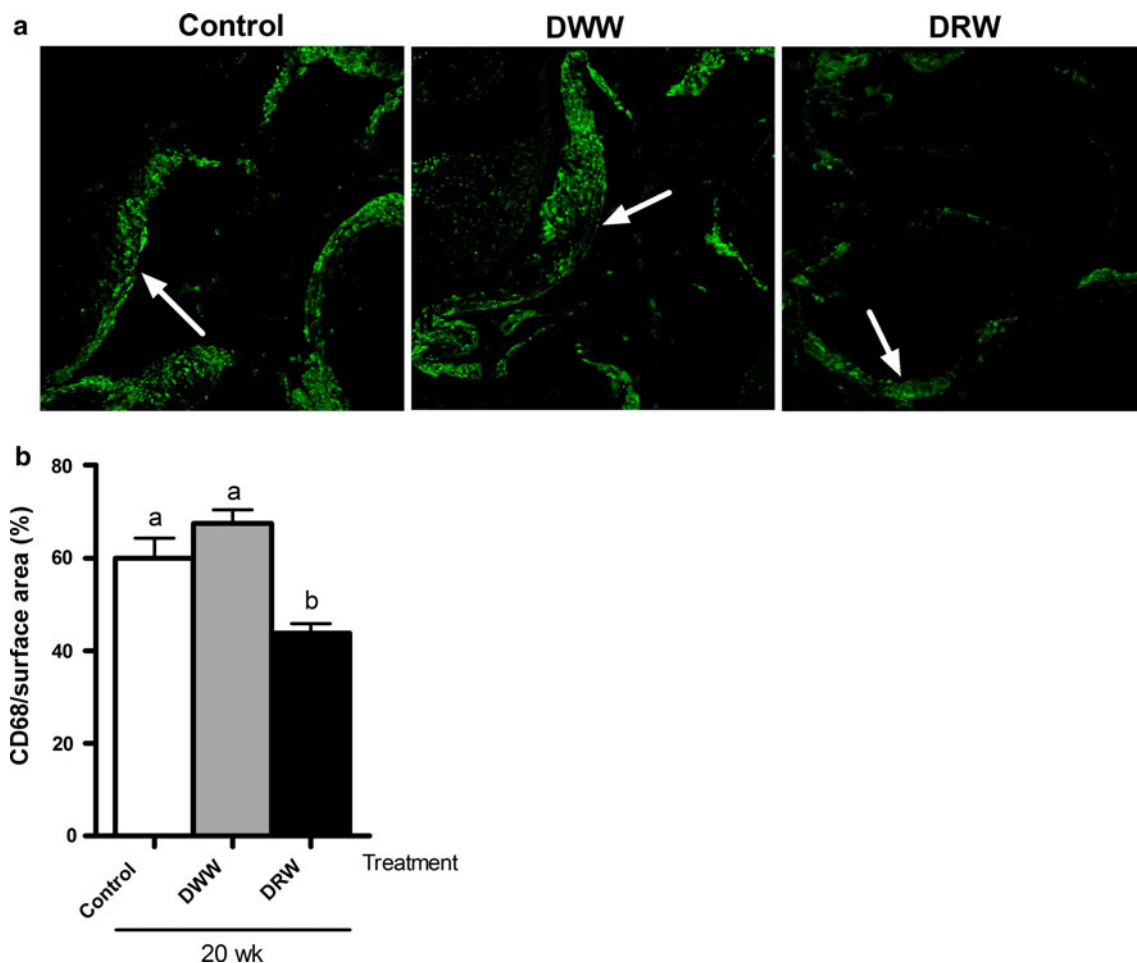 a
Control
DWW
DRW
b
CD68/surface area (%)
80
60
40
20
0
a
a
b
Control
DWW
DRW
Treatment
20 wk